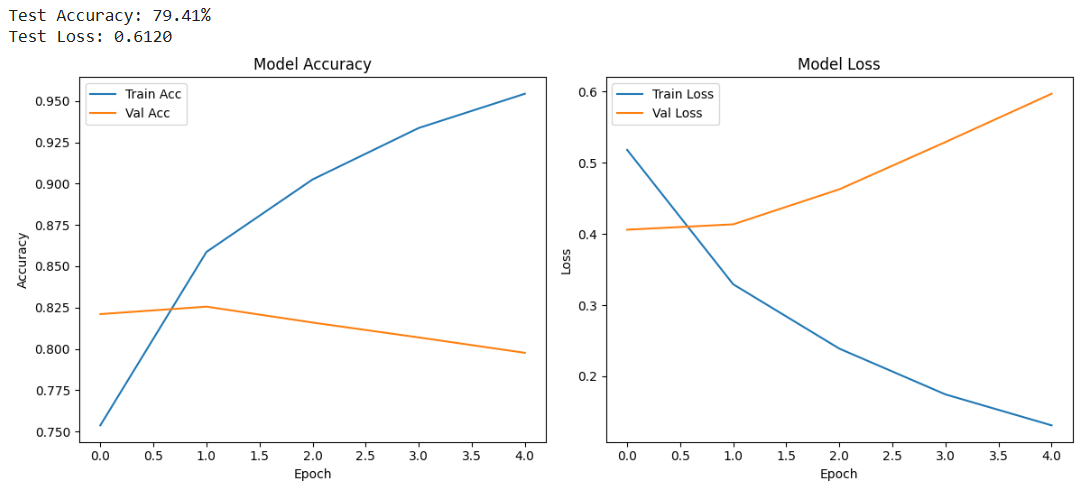 Test Accuracy: 79.41%
Test Loss: 0.6120
Model Accuracy
Train Acc
Val Acc
0.950
0.925
0.900
0.875
0.850
0.825
0.800
0.775
0.750
Accuracy
0.0 0.5 1.0 1.5 2.0 2.5 3.0 3.5 4.0
Epoch
Model Loss
Train Loss
Val Loss
0.6
0.5
0.4
0.3
0.2
Loss
0.0 0.5 1.0 1.5 2.0 2.5 3.0 3.5 4.0
Epoch